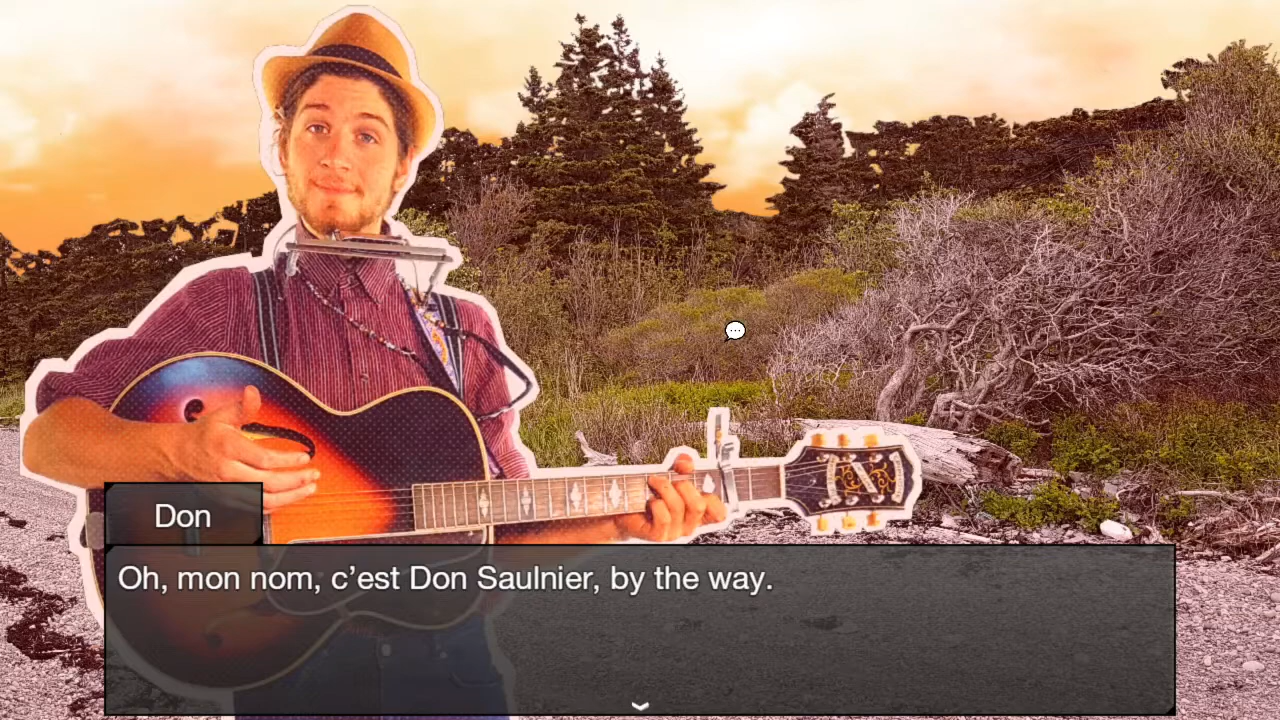 Don
Oh, mon nom, c’est Don Saulnier, by the way.